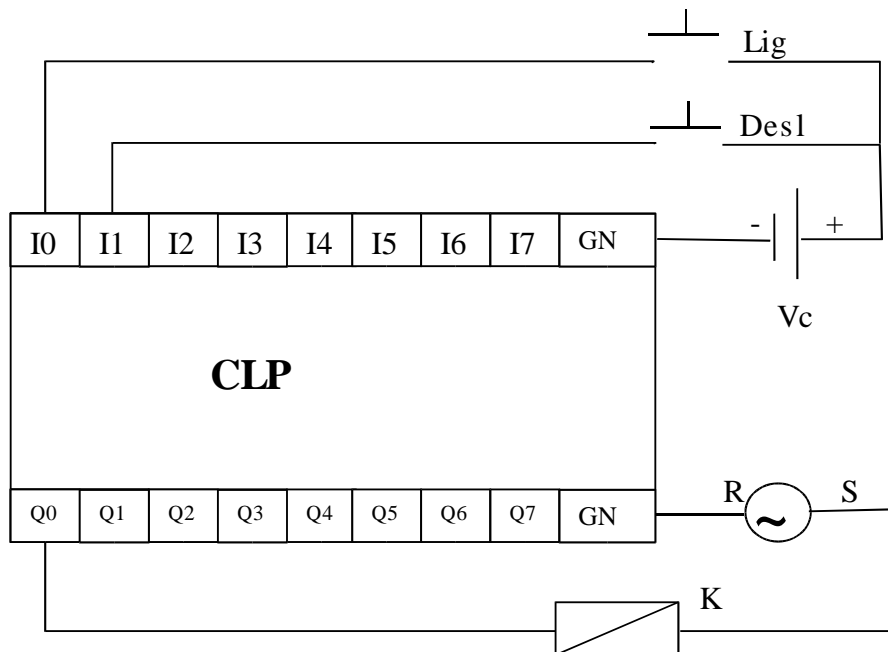 Lig
Desl
I0 I1 I2 I3 I4 I5 I6 I7 GN
- +
Vc
CLP
R S
Q0 Q1 Q2 Q3 Q4 Q5 Q6 Q7 GN
~
K